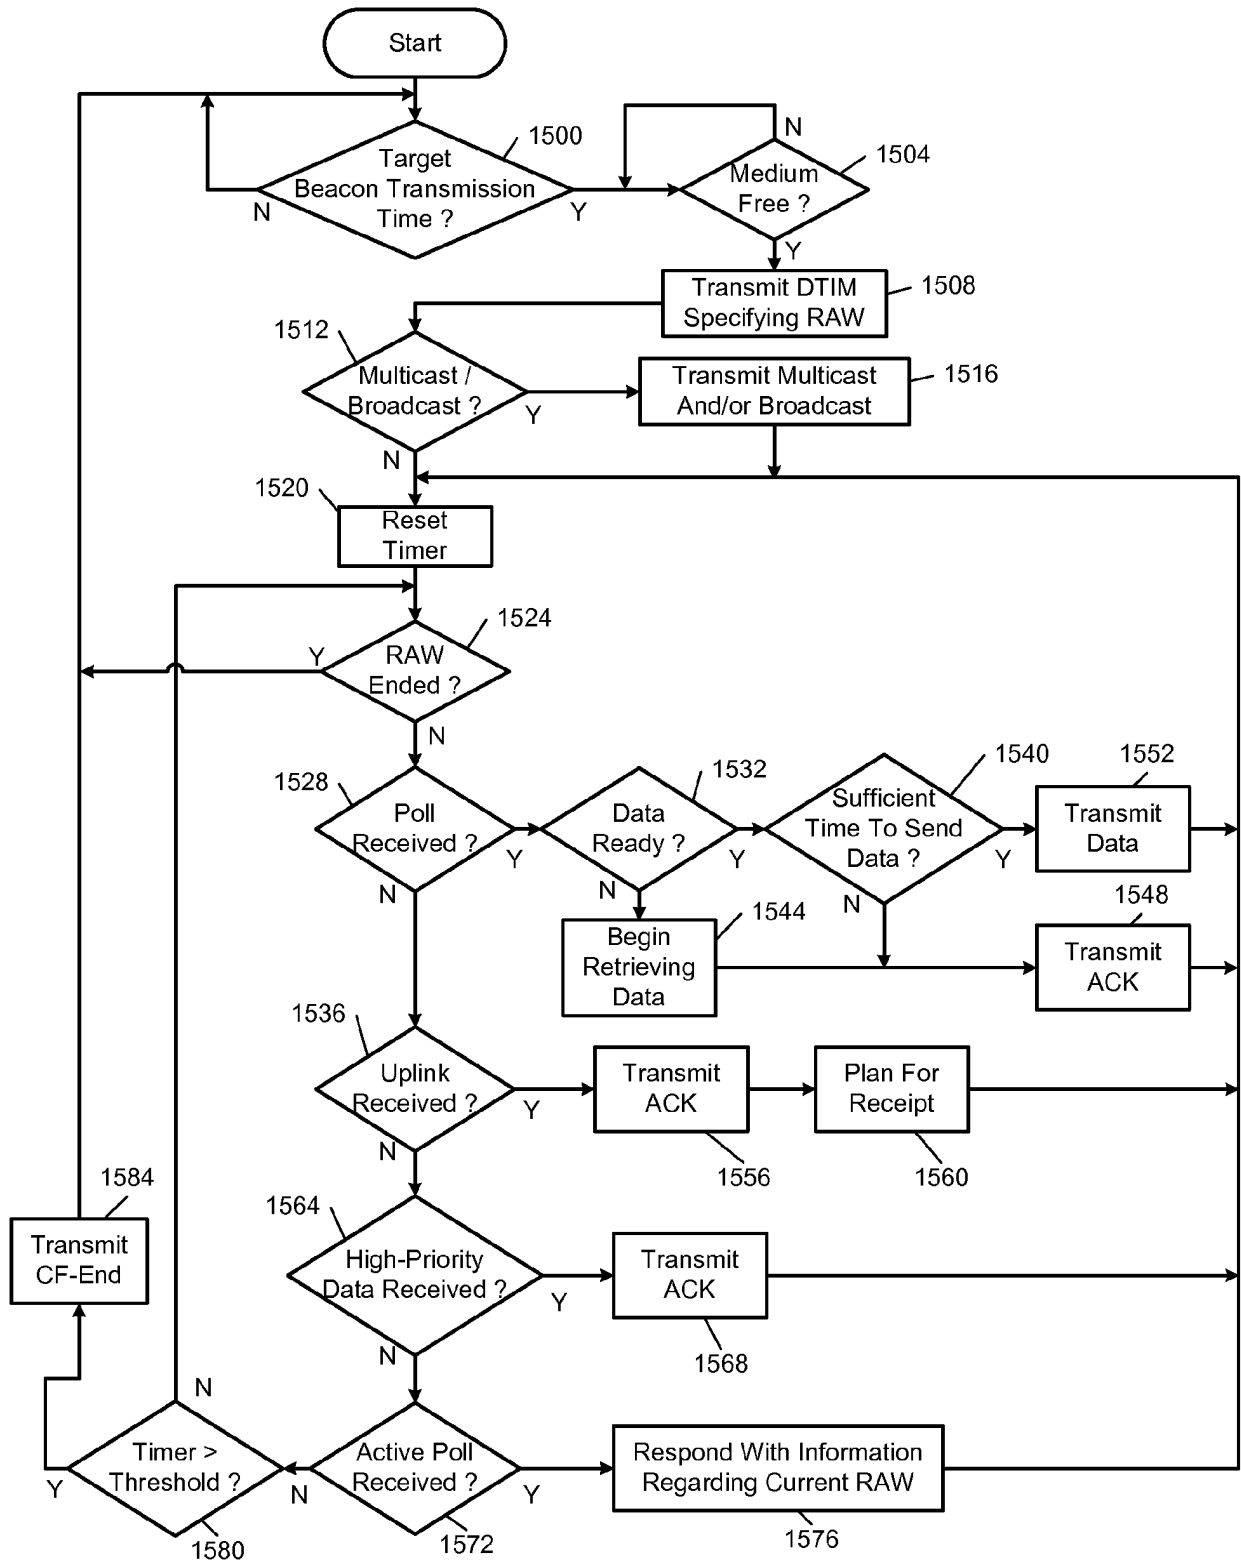 Start
1500
Target
Beacon Transmission
Time ?
N
Y
N
1504
Medium
Free ?
Y
Transmit DTIM
Specifying RAW
1508
1512
Multicast /
Broadcast ?
Y
N
Transmit Multicast
And/or Broadcast
1516
1520
Reset
Timer
1524
RAW
Ended ?
Y
N
1528
Poll
Received ?
Y
N
1532
Data
Ready ?
Y
N
1540
Sufficient
Time To Send
Data ?
Y
N
1552
Transmit
Data
1544
Begin
Retrieving
Data
1548
Transmit
ACK
1536
Uplink
Received ?
Y
N
Transmit
ACK
1556
Plan For
Receipt
1560
1584
Transmit
CF-End
1564
High-Priority
Data Received ?
Y
N
Transmit
ACK
1568
N
Timer >
Threshold ?
Y
1580
Active Poll
Received ?
N
Y
1572
Respond With Information
Regarding Current RAW
1576